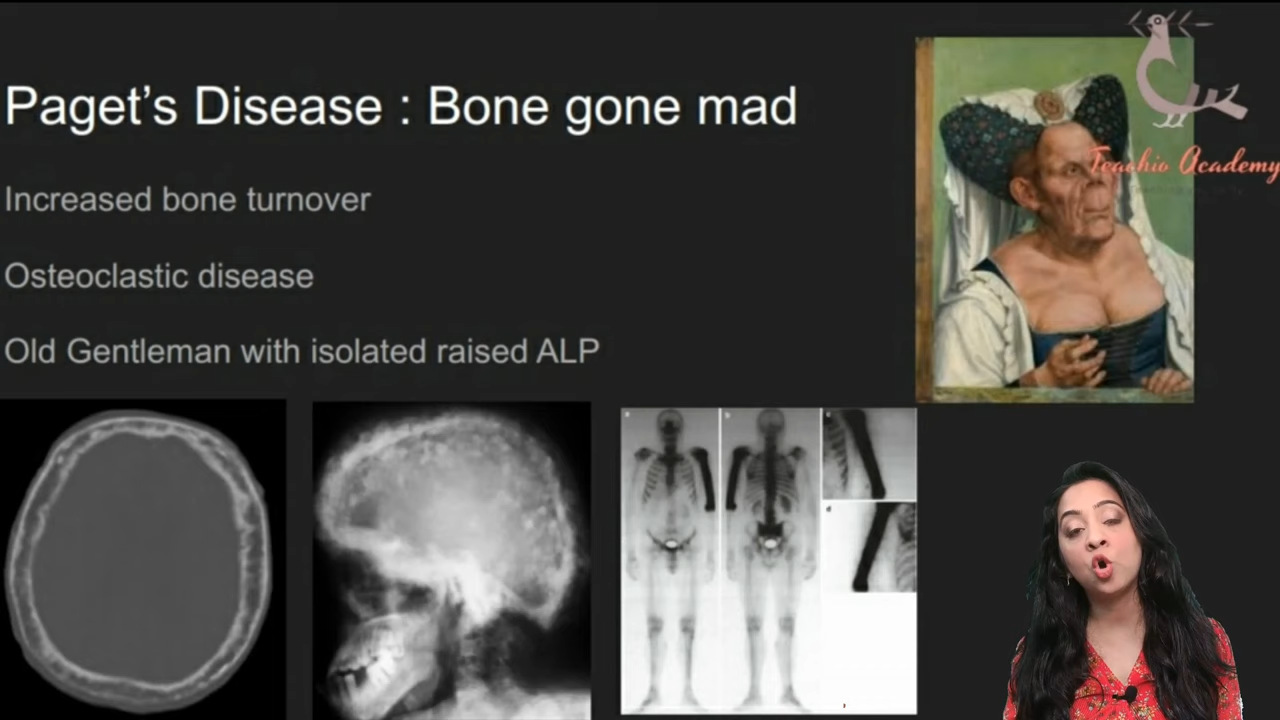 Paget’s Disease : Bone gone mad
Teachio Academy
Increased bone turnover
Osteoclastic disease
Old Gentleman with isolated raised ALP
a
b
c
d